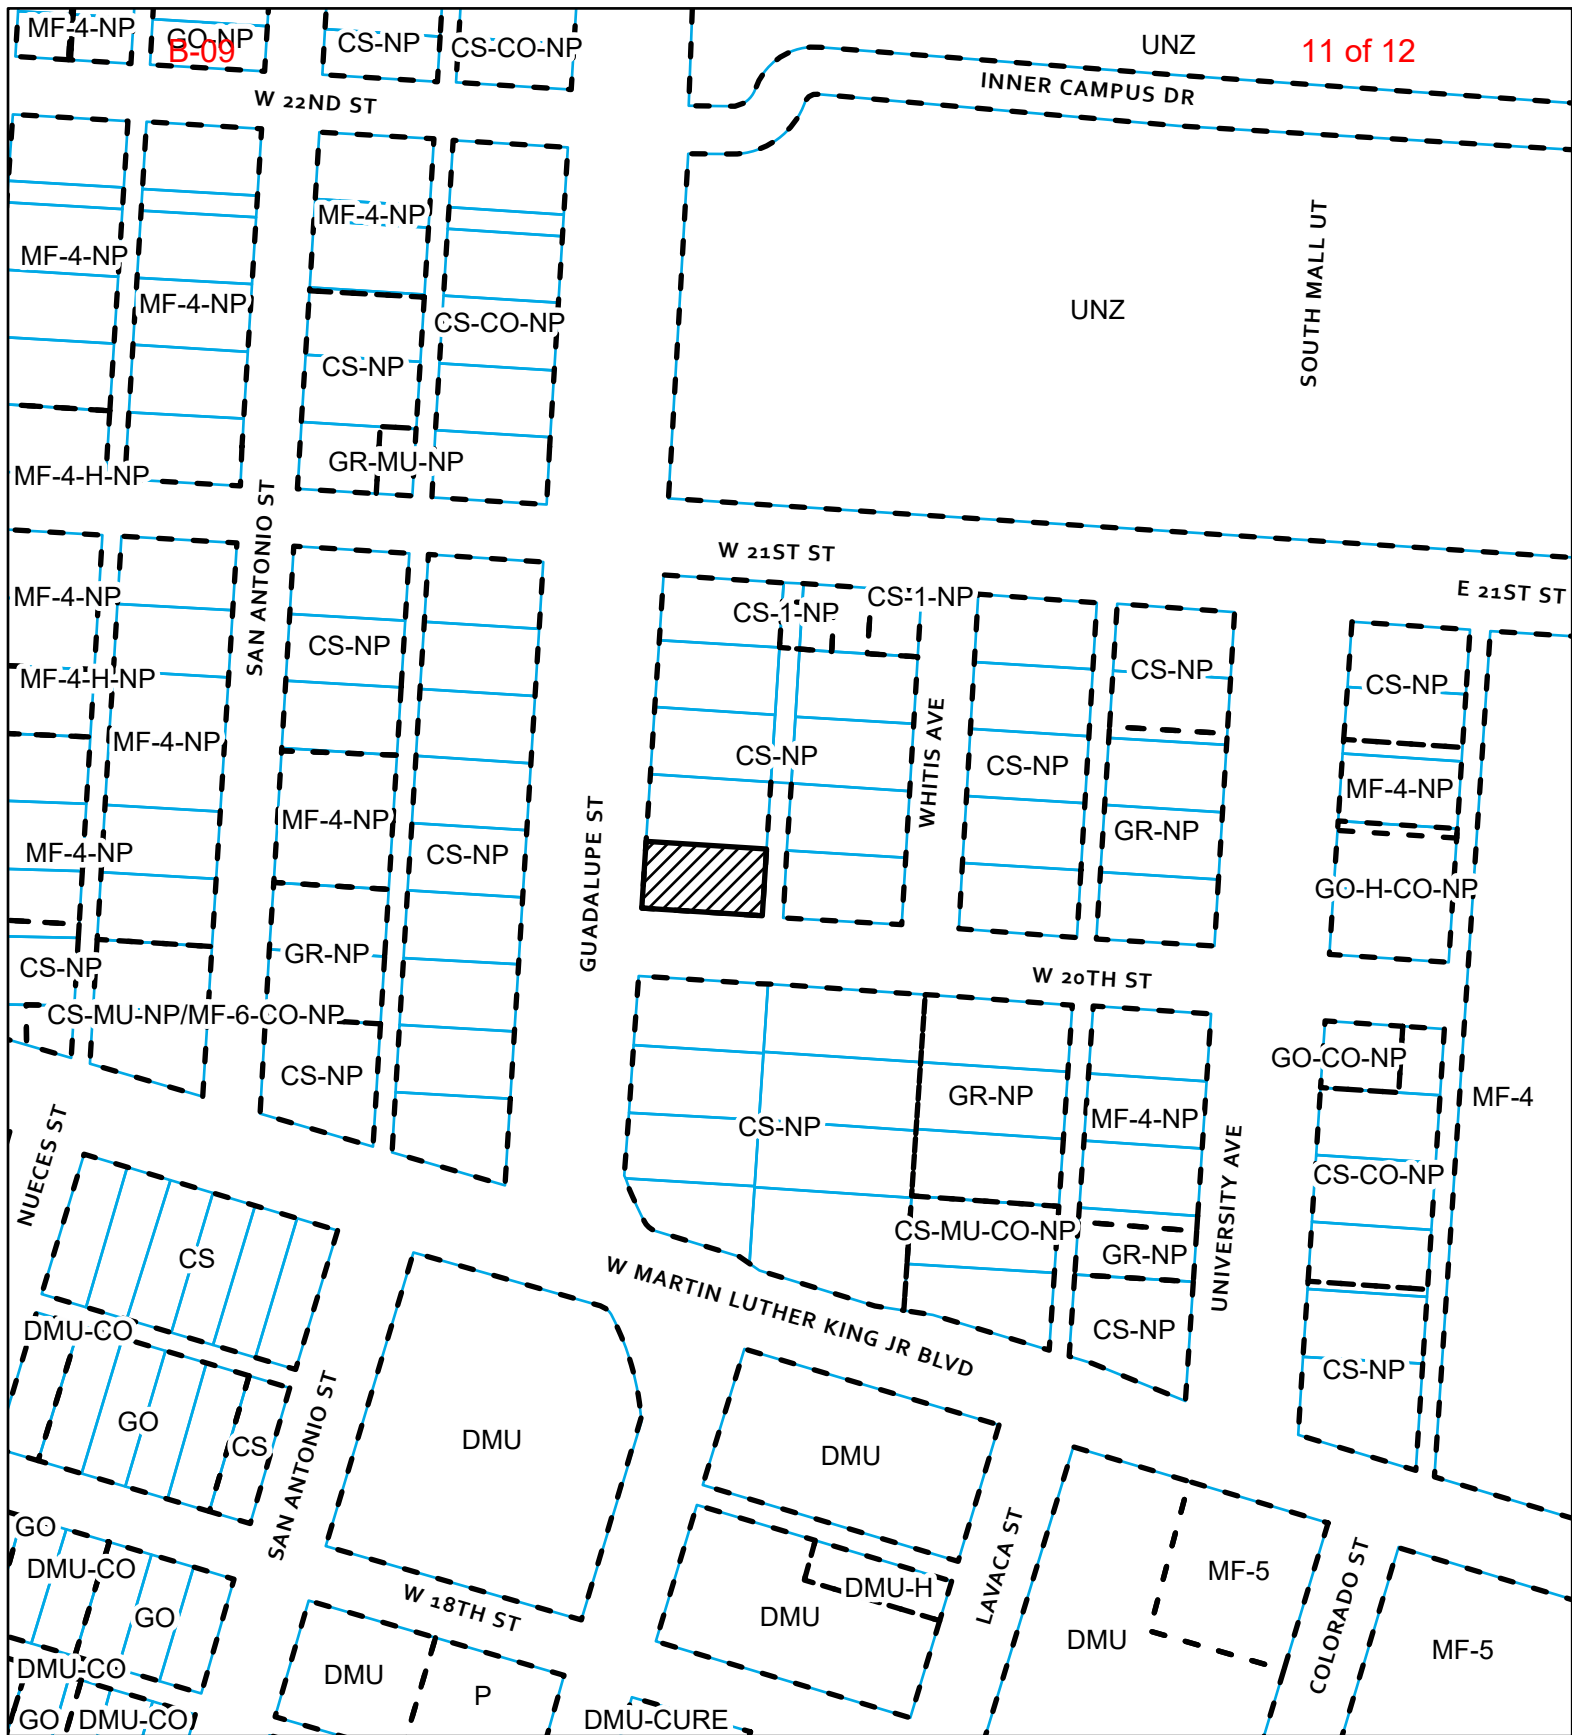 MF-4-NP
GO-NP
B-09
CS-NP
CS-CO-NP
UNZ
11 of 12
INNER CAMPUS DR
W 22ND ST
MF-4-NP
MF-4-NP
MF-4-NP
CS-CO-NP
CS-NP
UNZ
SOUTH MALL UT
GR-MU-NP
MF-4-H-NP
SAN ANTONIO ST
W 21ST ST
E 21ST ST
MF-4-NP
CS-1-NP
CS-1-NP
CS-NP
MF-4-H-NP
CS-NP
CS-NP
MF-4-NP
CS-NP
CS-NP
WHITIS AVE
MF-4-NP
MF-4-NP
GR-NP
MF-4-NP
CS-NP
GUADALUPE ST
GO-H-CO-NP
GR-NP
CS-NP
W 20TH ST
CS-MU-NP/MF-6-CO-NP
GO-CO-NP
CS-NP
GR-NP
MF-4
MF-4-NP
CS-NP
NUECES ST
CS-CO-NP
UNIVERSITY AVE
CS-MU-CO-NP
GR-NP
CS
W MARTIN LUTHER KING JR BLVD
DMU-CO
CS-NP
CS-NP
GO
CS
SAN ANTONIO ST
DMU
DMU
GO
DMU-CO
LAVACA ST
MF-5
DMU-H
COLORADO ST
GO
W 18TH ST
DMU
DMU
MF-5
DMU-CO
DMU
P
GO
DMU-CO
DMU-CURE